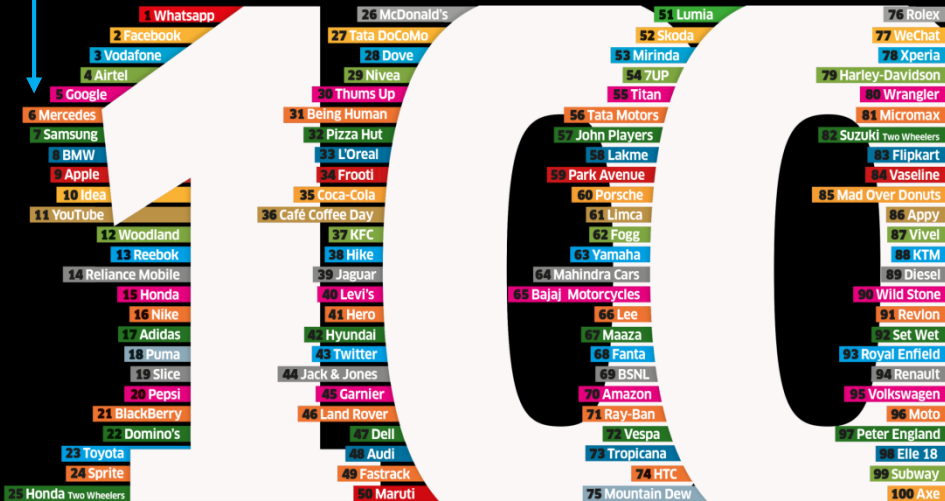 1 Whatsapp
2 Facebook
3 Vodafone
4 Airtel
5 Google
6 Mercedes
7 Samsung
8 BMW
9 Apple
10 Idea
11 YouTube
12 Woodland
13 Reebok
14 Reliance Mobile
15 Honda
16 Nike
17 Adidas
18 Puma
19 Slice
20 Pepsi
21 BlackBerry
22 Domino's
23 Toyota
24 Sprite
25 Honda Two Wheelers
26 McDonald's
27 Tata DoCoMo
28 Dove
29 Nivea
30 Thums Up
31 Being Human
32 Pizza Hut
33 L'Oreal
34 Frooti
35 Coca-Cola
36 Café Coffee Day
37 KFC
38 Hike
39 Jaguar
40 Levi's
41 Hero
42 Hyundai
43 Twitter
44 Jack & Jones
45 Garnier
46 Land Rover
47 Dell
48 Audi
49 Fastrack
50 Maruti
51 Lumia
52 Skoda
53 Mirinda
54 7UP
55 Titan
56 Tata Motors
57 John Players
58 Lakme
59 Park Avenue
60 Porsche
61 Limca
62 Fogg
63 Yamaha
64 Mahindra Cars
65 Bajaj Motorcycles
66 Lee
67 Maaza
68 Fanta
69 BSNL
70 Amazon
71 Ray-Ban
72 Vespa
73 Tropicana
74 HTC
75 Mountain Dew
76 Rolex
77 WeChat
78 Xperia
79 Harley-Davidson
80 Wrangler
81 Micromax
82 Suzuki Two Wheelers
83 Flipkart
84 Vaseline
85 Mad Over Donuts
86 Appy
87 Vivel
88 KTM
89 Diesel
90 Wild Stone
91 Revlon
92 Set Wet
93 Royal Enfield
94 Renault
95 Volkswagen
96 Moto
97 Peter England
98 Elle 18
99 Subway
100 Axe
100